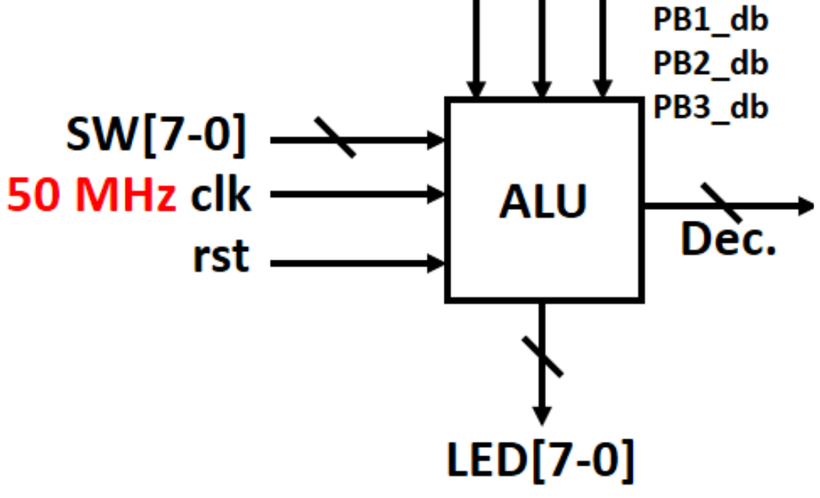 PB1_db
PB2_db
PB3_db
SW[7-0]
50 MHz clk
rst
ALU
Dec.
LED[7-0]